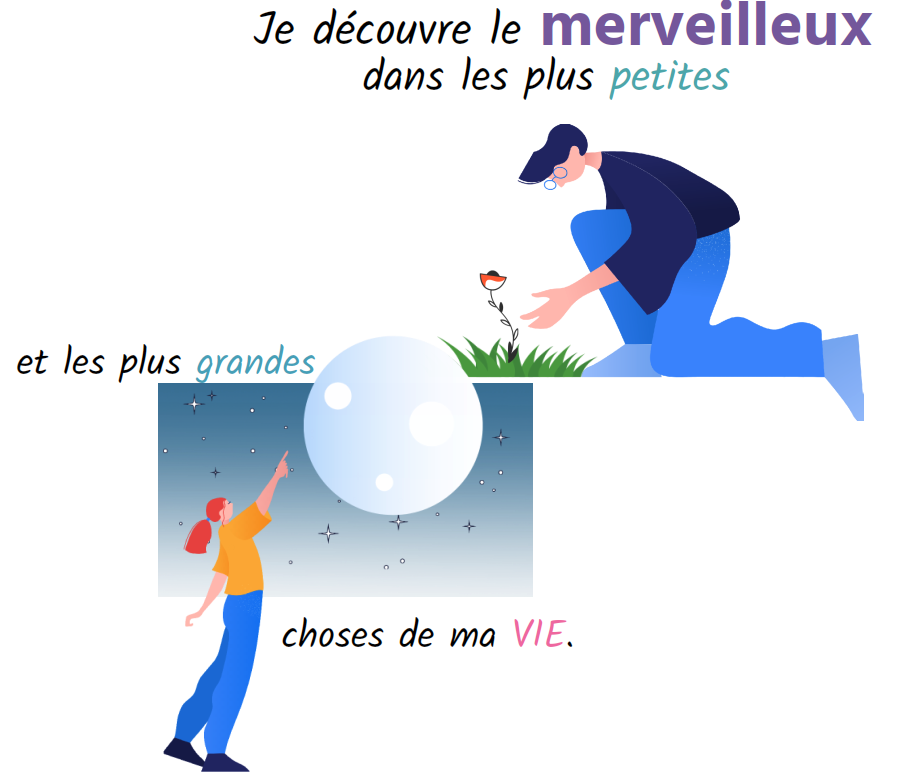 Je découvre le merveilleux
dans les plus petites
et les plus grandes
choses de ma VIE.